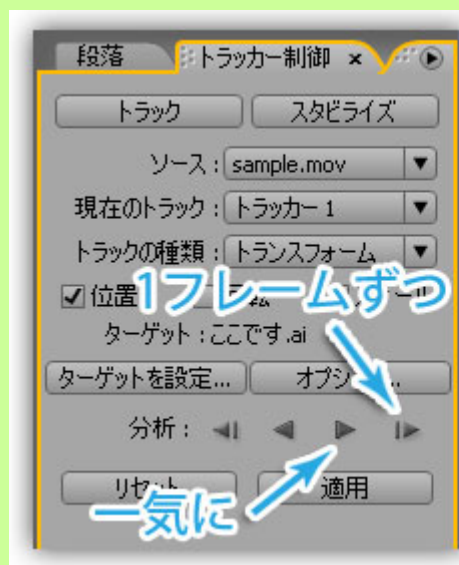 段落 トラッカー制御 ×
トラック スタビライズ
ソース : sample.mov
現在のトラック : トラッカー 1
トラックの種類 : トランスフォーム
位置
1フレームずつ
ターゲット : ここです.ai
ターゲットを設定...
分析 :
適用
一気に